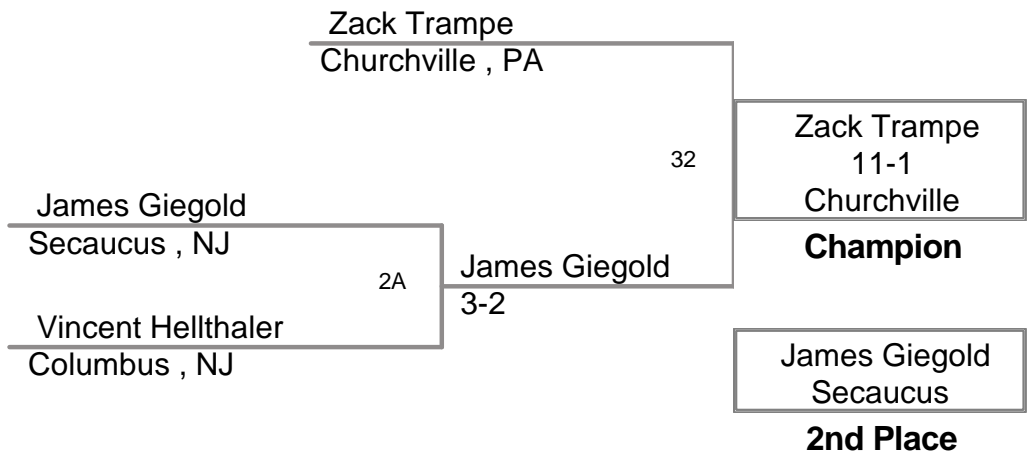 Zack Trampe
Churchville , PA
32
Zack Trampe
11-1
Churchville
Champion
James Giegold
Secaucus , NJ
2A
James Giegold
3-2
Vincent Hellthaler
Columbus , NJ
James Giegold
Secaucus
2nd Place